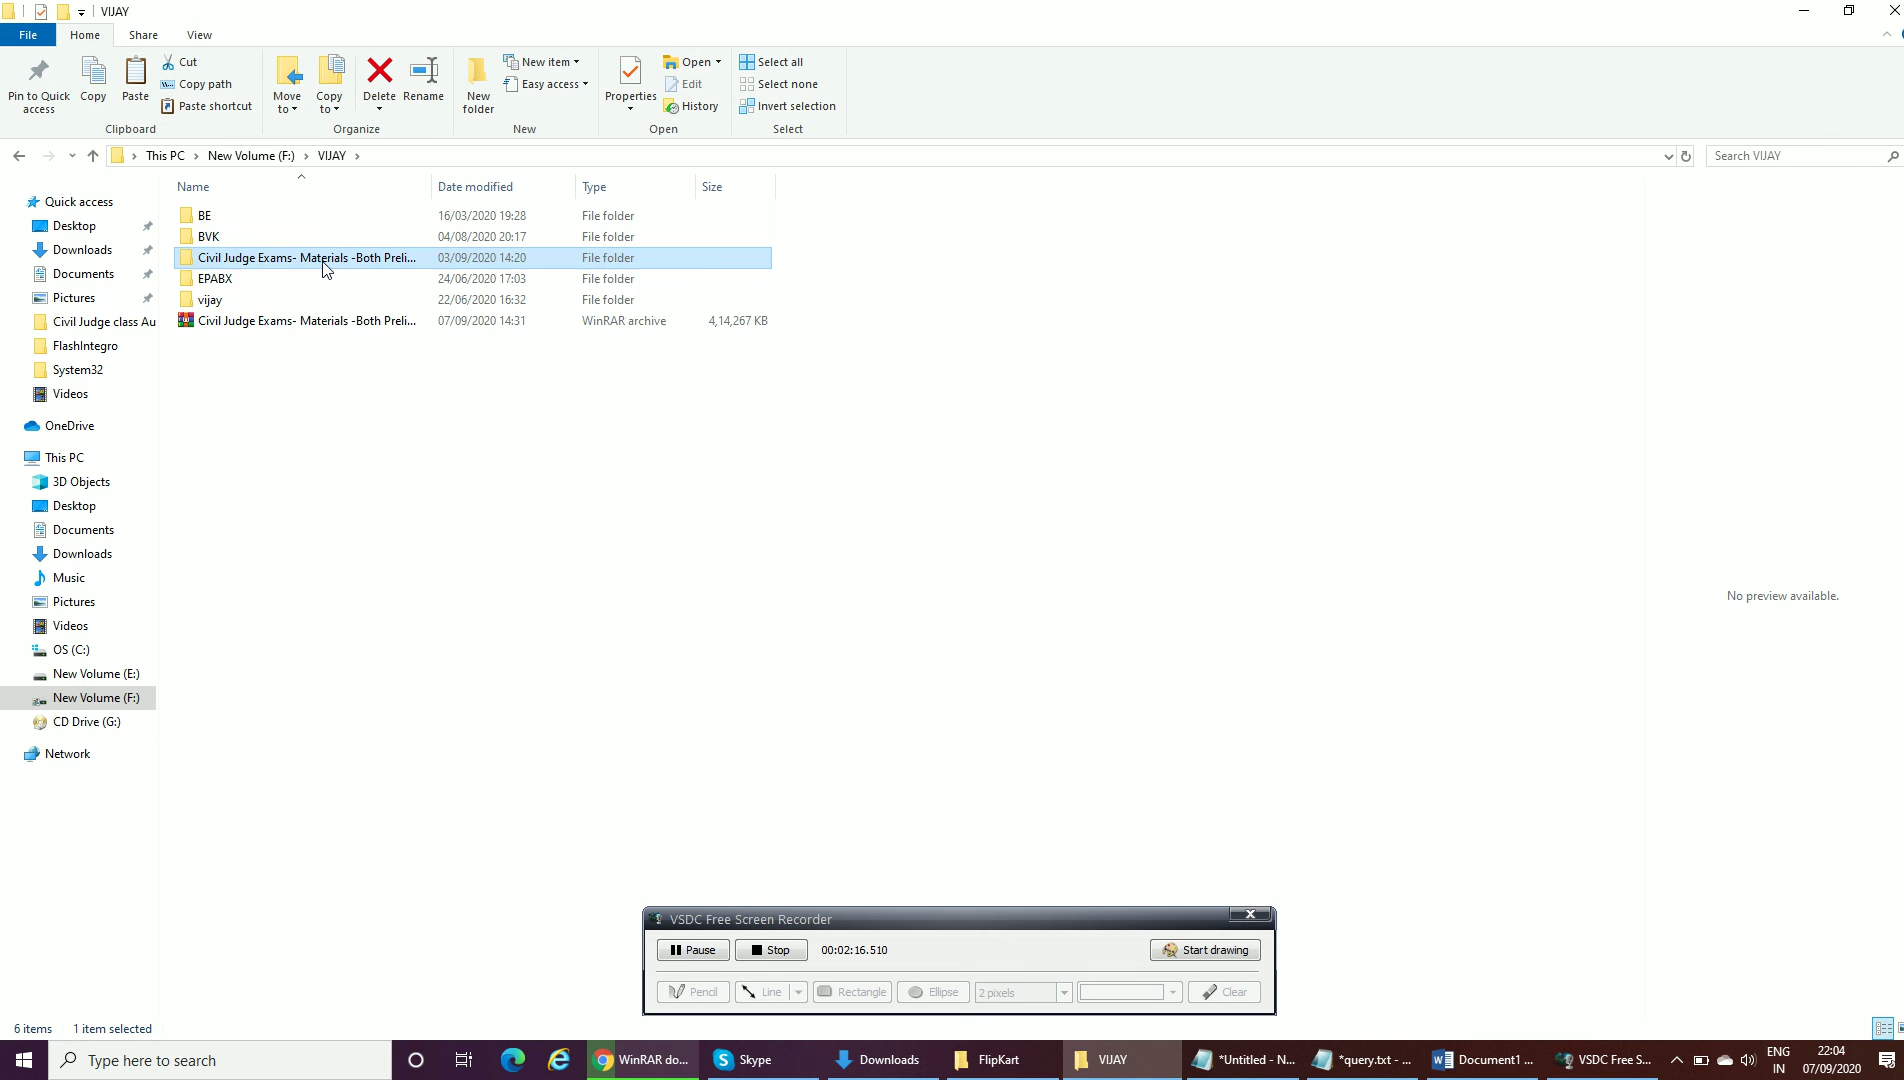 VIJAY
File Home Share View
Pin to Quick access
Copy
Paste
Cut
Copy path
Paste shortcut
Clipboard
Move to
Copy to
Delete
Rename
Organize
New folder
New item
Easy access
New
Properties
Open
Edit
History
Open
Select all
Select none
Invert selection
Select
This PC > New Volume (F:) > VIJAY >
Search VIJAY
Name Date modified Type Size
BE 16/03/2020 19:28 File folder
BVK 04/08/2020 20:17 File folder
Civil Judge Exams- Materials -Both Preli... 03/09/2020 14:20 File folder
EPABX 24/06/2020 17:03 File folder
vijay 22/06/2020 16:32 File folder
Civil Judge Exams- Materials -Both Preli... 07/09/2020 14:31 WinRAR archive 4,14,267 KB
Quick access
Desktop
Downloads
Documents
Pictures
Civil Judge class Au
FlashIntegro
System32
Videos
OneDrive
This PC
3D Objects
Desktop
Documents
Downloads
Music
Pictures
Videos
OS (C:)
New Volume (E:)
New Volume (F:)
CD Drive (G:)
Network
No preview available.
VSDC Free Screen Recorder
Pause Stop 00:02:16.510 Start drawing
Pencil Line Rectangle Ellipse 2 pixels Clear
6 items 1 item selected
Type here to search
WinRAR do... Skype Downloads FlipKart VIJAY *Untitled - N... *query.txt - ... Document1 ... VSDC Free S...
ENG
IN
22:04
07/09/2020